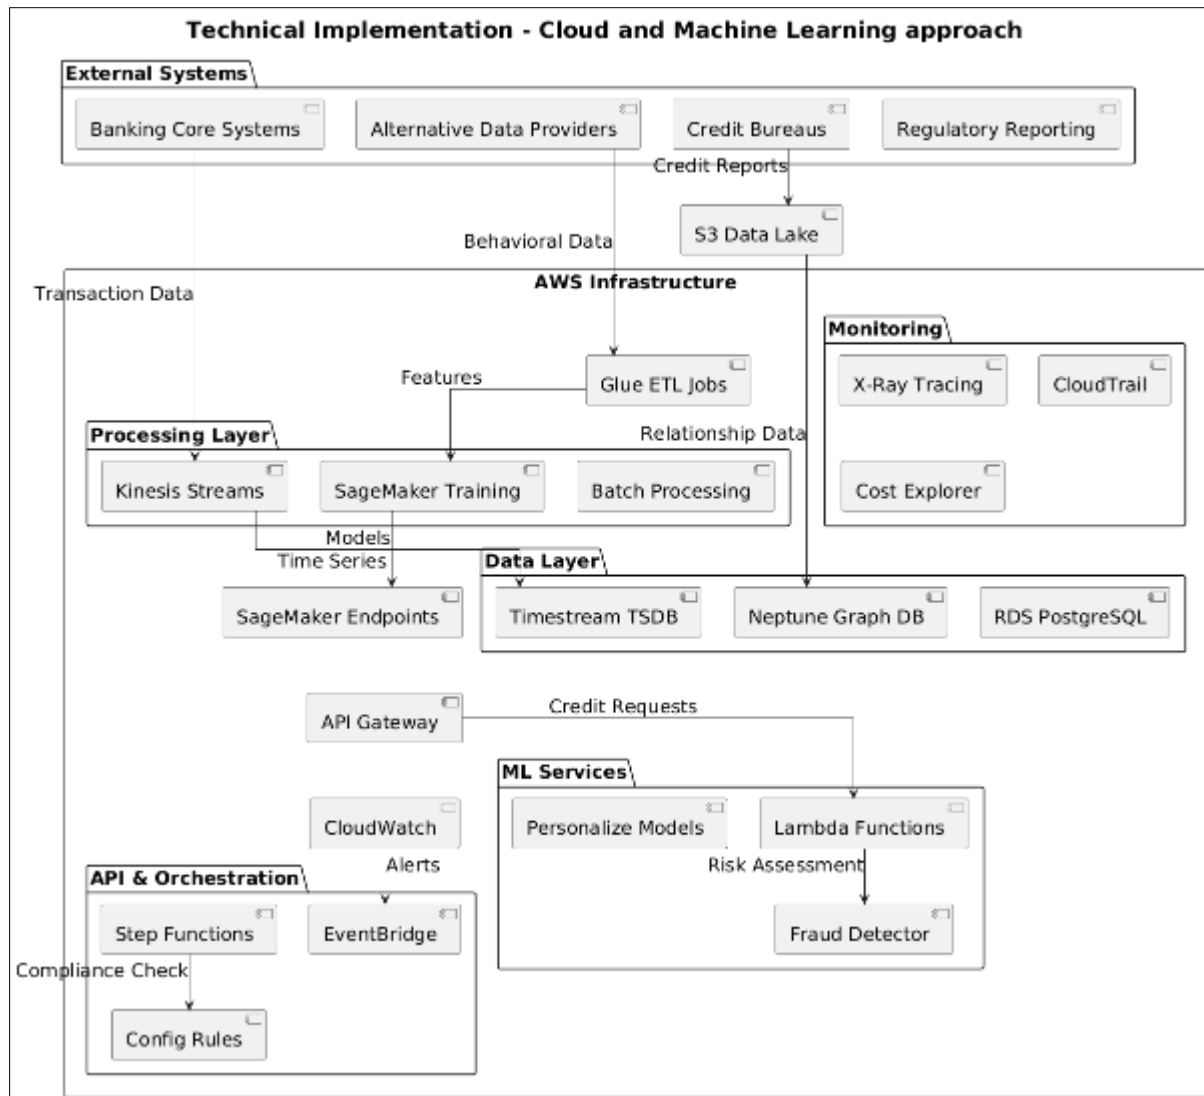 Technical Implementation - Cloud and Machine Learning approach
External Systems
Banking Core Systems
Alternative Data Providers
Credit Bureaus
Regulatory Reporting
Credit Reports
S3 Data Lake
Behavioral Data
AWS Infrastructure
Transaction Data
Monitoring
X-Ray Tracing
CloudTrail
Glue ETL Jobs
Features
Processing Layer
Relationship Data
Kinesis Streams
SageMaker Training
Batch Processing
Cost Explorer
Models
Time Series
Data Layer
SageMaker Endpoints
Timestream TSDB
Neptune Graph DB
RDS PostgreSQL
API Gateway
Credit Requests
ML Services
CloudWatch
Personalize Models
Lambda Functions
Alerts
Risk Assessment
API & Orchestration
Step Functions
EventBridge
Fraud Detector
Compliance Check
Config Rules